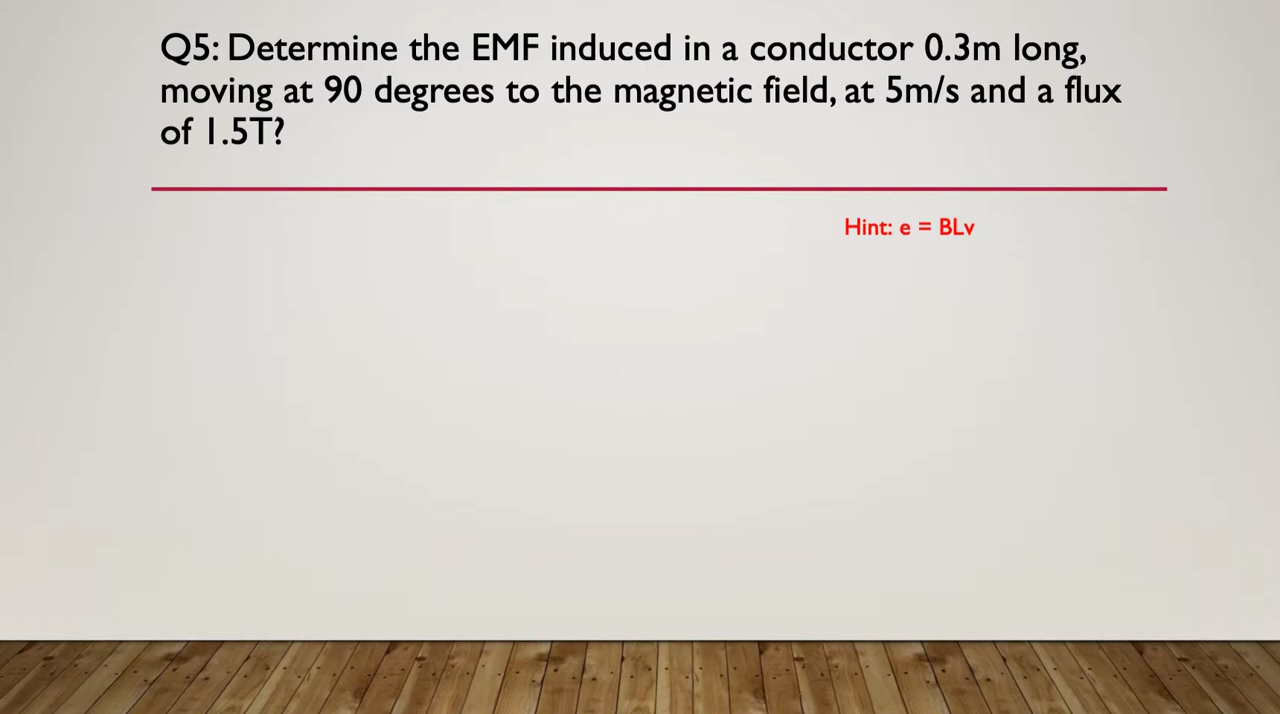 Q5: Determine the EMF induced in a conductor 0.3m long,
moving at 90 degrees to the magnetic field, at 5m/s and a flux
of 1.5T?
Hint: e = BLv